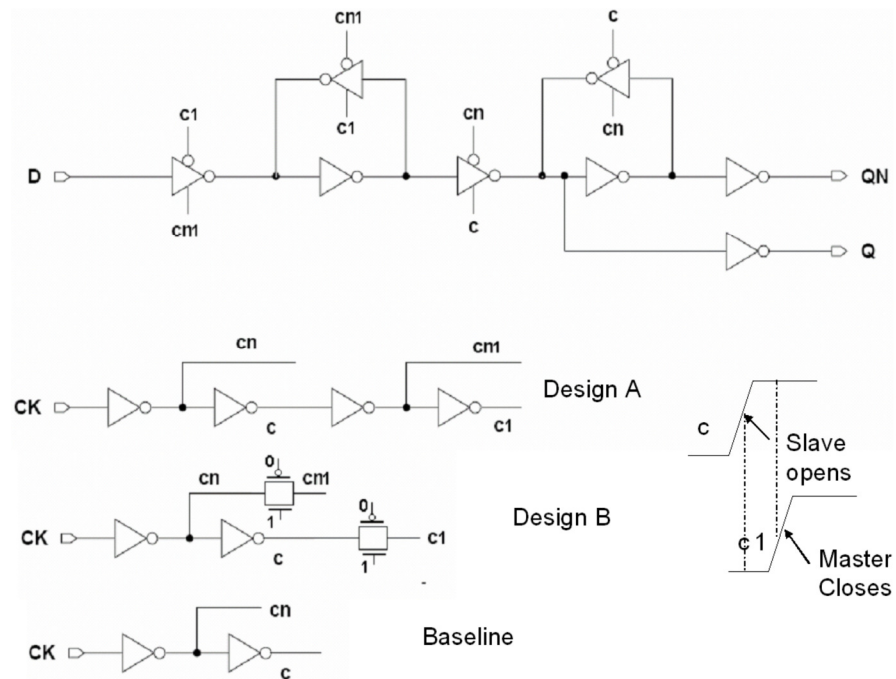 cm1
c
c1
cn
c1
cn
D
QN
cm1
c
Q
cn
cm1
CK
c
c1
Design A
c
Slave
opens
0
cn
cm1
1
0
CK
c
1
c1
Design B
c1
Master
Closes
cn
CK
c
Baseline